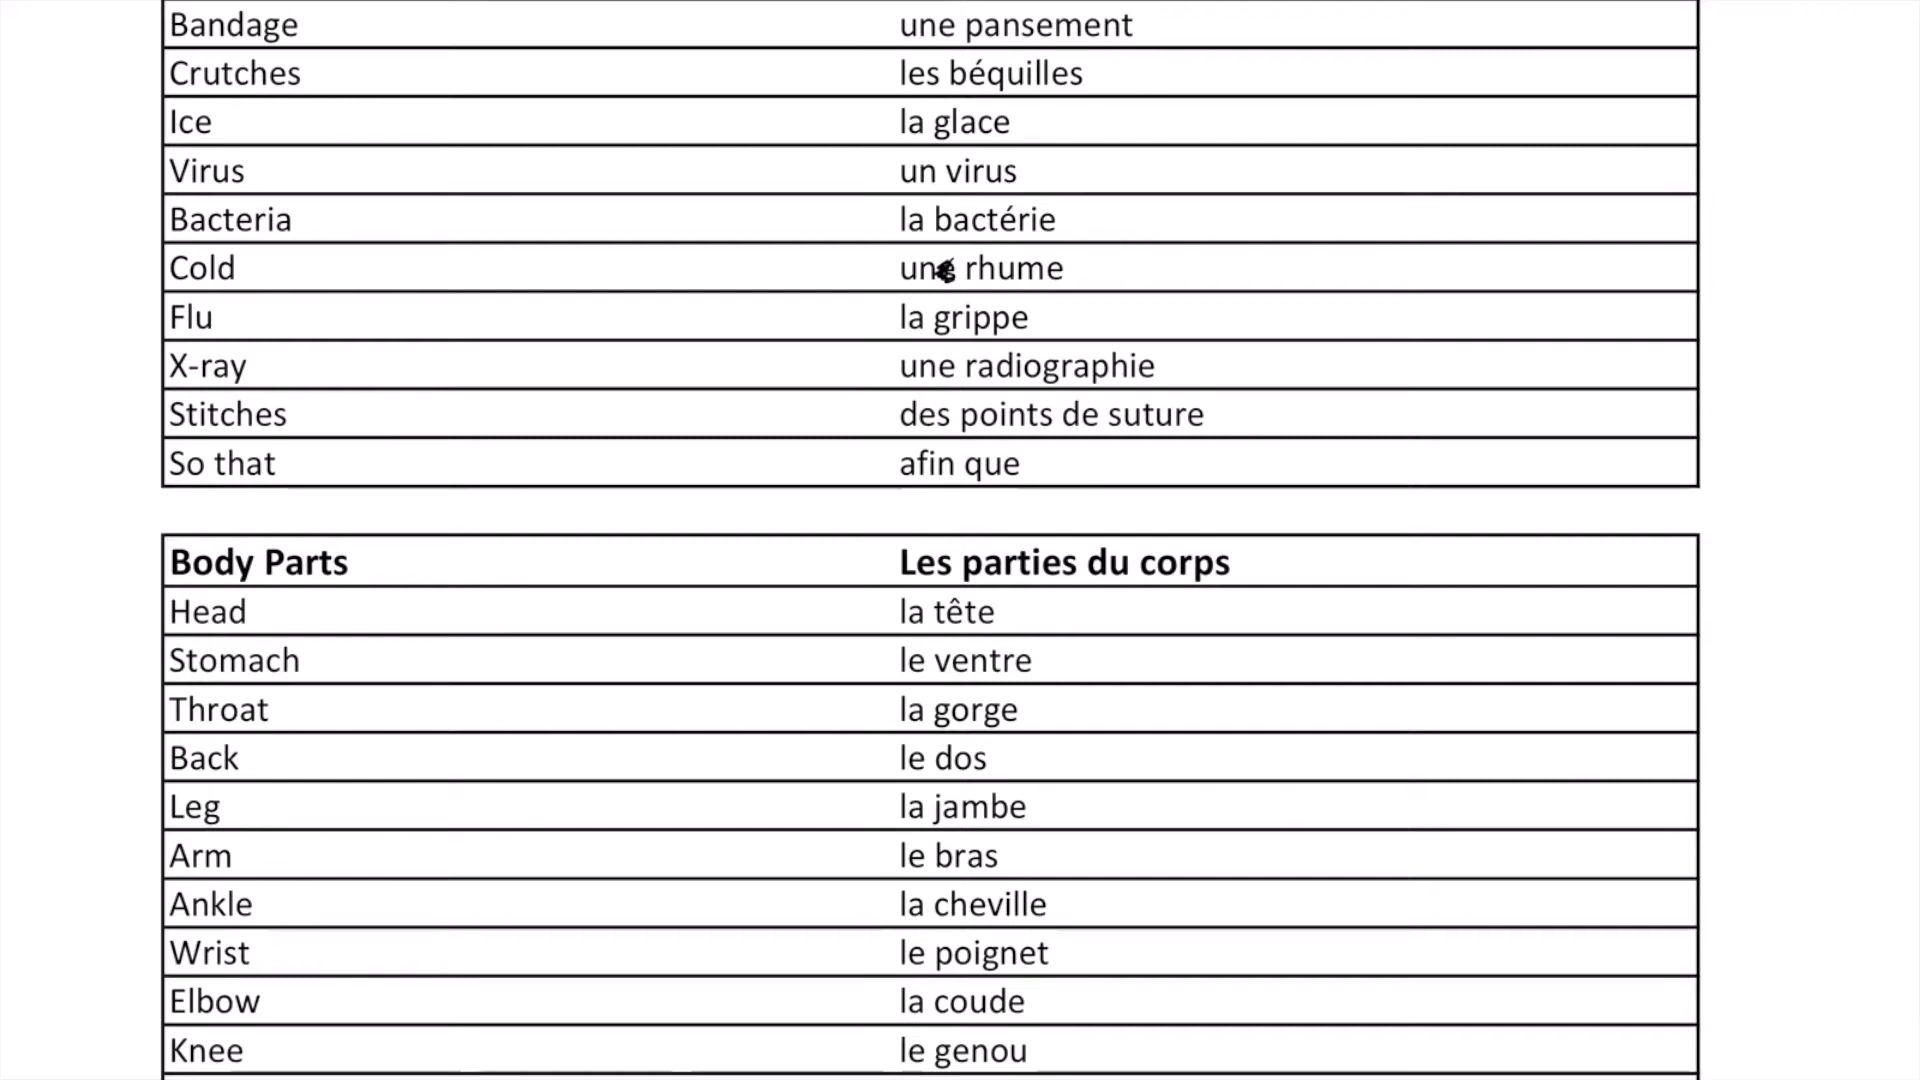 Bandage une pansement
Crutches les béquilles
Ice la glace
Virus un virus
Bacteria la bactérie
Cold une rhume
Flu la grippe
X-ray une radiographie
Stitches des points de suture
So that afin que
Body Parts Les parties du corps
Head la tête
Stomach le ventre
Throat la gorge
Back le dos
Leg la jambe
Arm le bras
Ankle la cheville
Wrist le poignet
Elbow la coude
Knee le genou